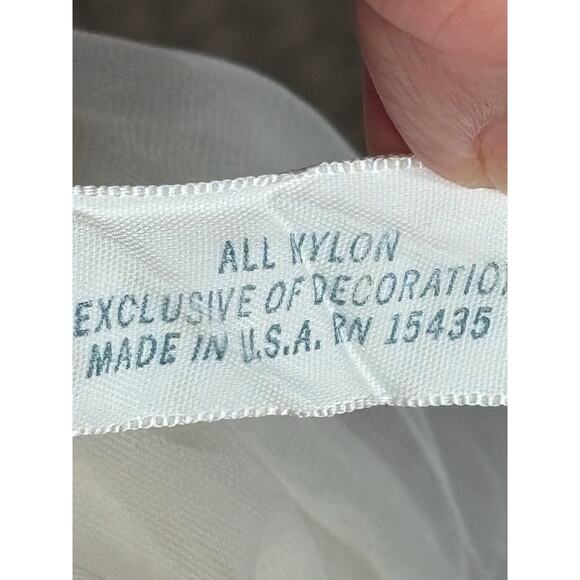 ALL NYLON
EXCLUSIVE OF DECORATION
MADE IN U.S.A. RN 15435